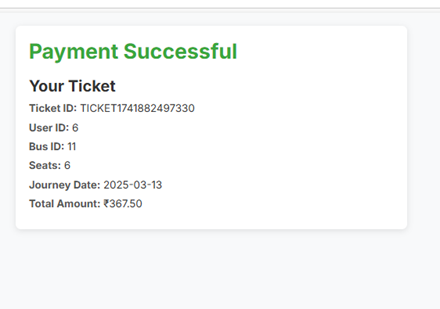 Payment Successful
Your Ticket
Ticket ID: TICKET1741882497330
User ID: 6
Bus ID: 11
Seats: 6
Journey Date: 2025-03-13
Total Amount: ₹367.50